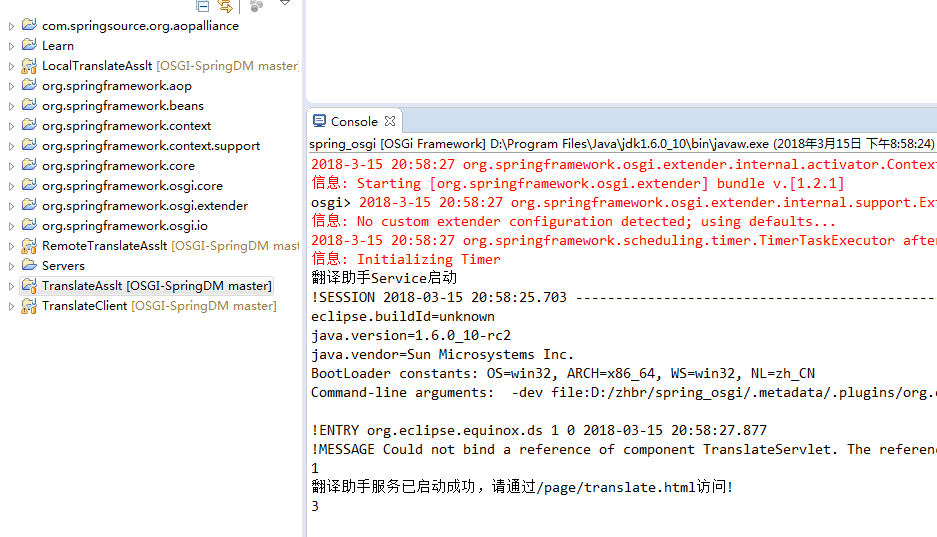 com.springsource.org.aopalliance
Learn
LocalTranslateAsslt [OSGI-SpringDM master]
org.springframework.aop
org.springframework.beans
org.springframework.context
org.springframework.context.support
org.springframework.core
org.springframework.osgi.core
org.springframework.osgi.extender
org.springframework.osgi.io
RemoteTranslateAsslt [OSGI-SpringDM mast
Servers
TranslateAsslt [OSGI-SpringDM master]
TranslateClient [OSGI-SpringDM master]
Console
spring_osgi [OSGi Framework] D:\Program Files\Java\jdk1.6.0_10\bin\javaw.exe (2018年3月15日 下午8:58:24)
2018-3-15 20:58:27 org.springframework.osgi.extender.internal.activator.Context
信息: Starting [org.springframework.osgi.extender] bundle v.[1.2.1]
osgi> 2018-3-15 20:58:27 org.springframework.osgi.extender.internal.support.Ext
信息: No custom extender configuration detected; using defaults...
2018-3-15 20:58:27 org.springframework.scheduling.timer.TimerTaskExecutor after
信息: Initializing Timer
翻译助手Service启动
!SESSION 2018-03-15 20:58:25.703 -----------------------------------------------
eclipse.buildId=unknown
java.version=1.6.0_10-rc2
java.vendor=Sun Microsystems Inc.
BootLoader constants: OS=win32, ARCH=x86_64, WS=win32, NL=zh_CN
Command-line arguments:  -dev file:D:/zhbr/spring_osgi/.metadata/.plugins/org.e
!ENTRY org.eclipse.equinox.ds 1 0 2018-03-15 20:58:27.877
!MESSAGE Could not bind a reference of component TranslateServlet. The referenc
1
翻译助手服务已启动成功，请通过/page/translate.html访问!
3